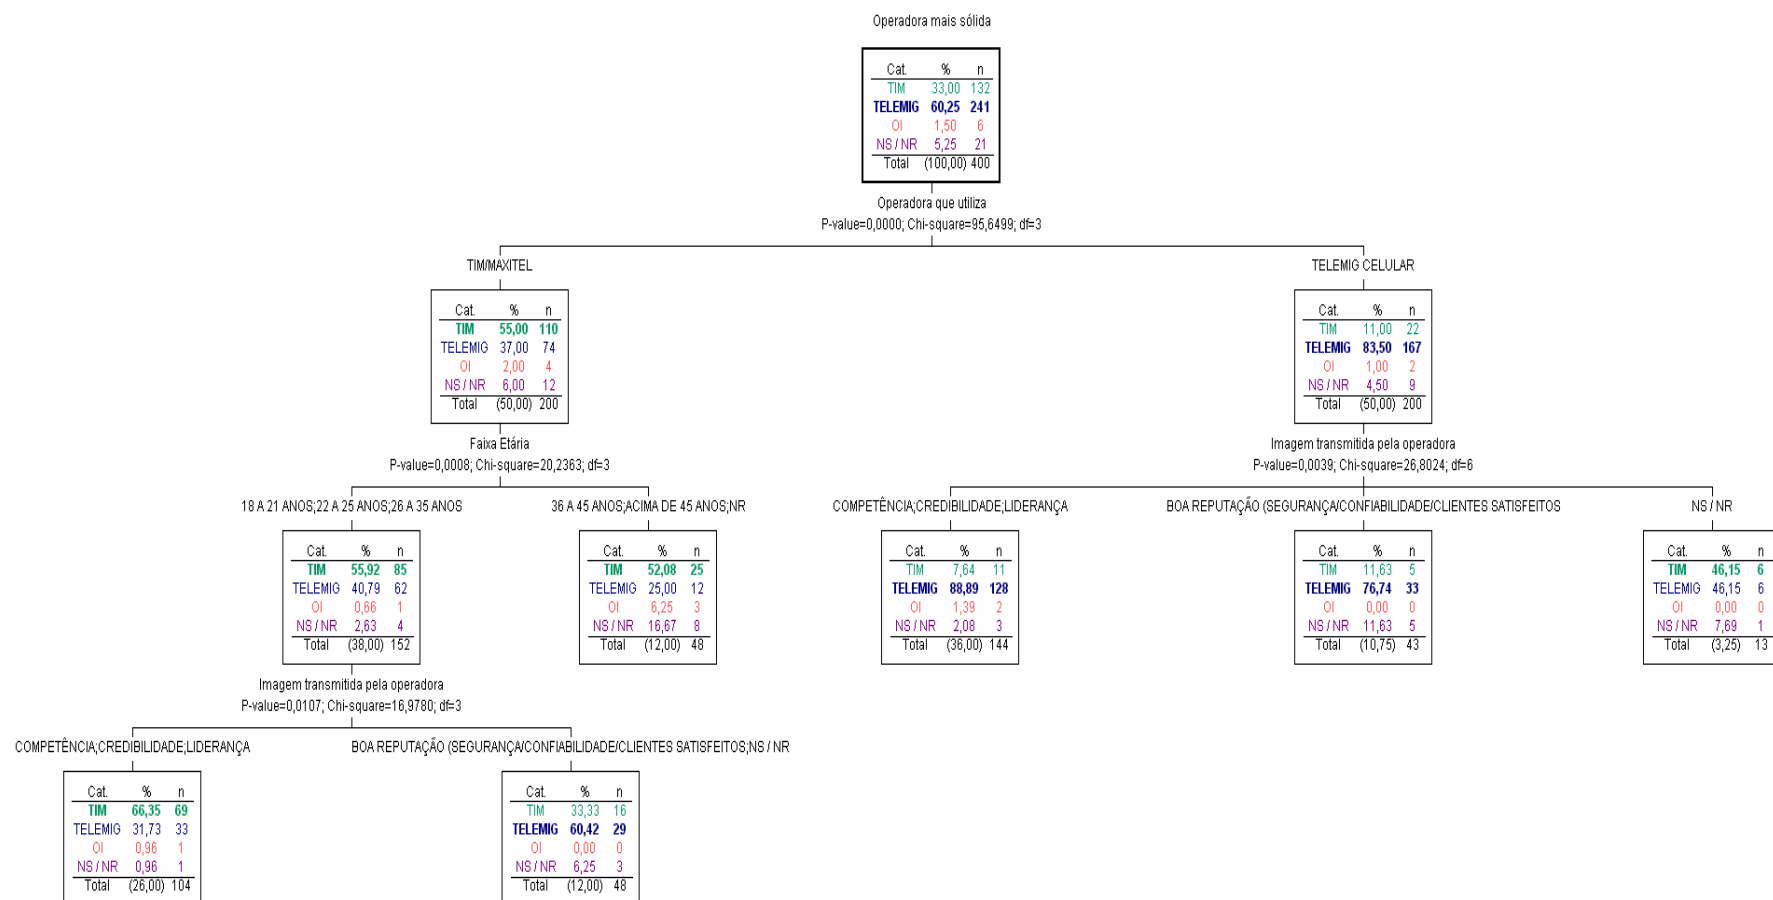 Operadora mais sólida
Cat. % n
TIM 33,00 132
TELEMIG 60,25 241
OI 1,50 6
NS / NR 5,25 21
Total (100,00) 400
Operadora que utiliza
P-value=0,0000; Chi-square=95,6499; df=3
TIM/MAXITEL
Cat. % n
TIM 55,00 110
TELEMIG 37,00 74
OI 2,00 4
NS / NR 6,00 12
Total (50,00) 200
Faixa Etária
P-value=0,0008; Chi-square=20,2363; df=3
TELEMIG CELULAR
Cat. % n
TIM 11,00 22
TELEMIG 83,50 167
OI 1,00 2
NS / NR 4,50 9
Total (50,00) 200
Imagem transmitida pela operadora
P-value=0,0039; Chi-square=26,8024; df=6
18 A 21 ANOS;22 A 25 ANOS;26 A 35 ANOS
Cat. % n
TIM 55,92 85
TELEMIG 40,79 62
OI 0,66 1
NS / NR 2,63 4
Total (38,00) 152
Imagem transmitida pela operadora
P-value=0,0107; Chi-square=16,9780; df=3
36 A 45 ANOS;ACIMA DE 45 ANOS;NR
Cat. % n
TIM 52,08 25
TELEMIG 25,00 12
OI 6,25 3
NS / NR 16,67 8
Total (12,00) 48
COMPETÊNCIA;CREDIBILIDADE;LIDERANÇA
Cat. % n
TIM 7,64 11
TELEMIG 88,89 128
OI 1,39 2
NS / NR 2,08 3
Total (36,00) 144
BOA REPUTAÇÃO (SEGURANÇA/CONFIABILIDADE/CLIENTES SATISFEITOS
Cat. % n
TIM 11,63 5
TELEMIG 76,74 33
OI 0,00 0
NS / NR 11,63 5
Total (10,75) 43
NS / NR
Cat. % n
TIM 46,15 6
TELEMIG 46,15 6
OI 0,00 0
NS / NR 7,69 1
Total (3,25) 13
COMPETÊNCIA;CREDIBILIDADE;LIDERANÇA
Cat. % n
TIM 66,35 69
TELEMIG 31,73 33
OI 0,96 1
NS / NR 0,96 1
Total (26,00) 104
BOA REPUTAÇÃO (SEGURANÇA/CONFIABILIDADE/CLIENTES SATISFEITOS;NS / NR
Cat. % n
TIM 33,33 16
TELEMIG 60,42 29
OI 0,00 0
NS / NR 6,25 3
Total (12,00) 48